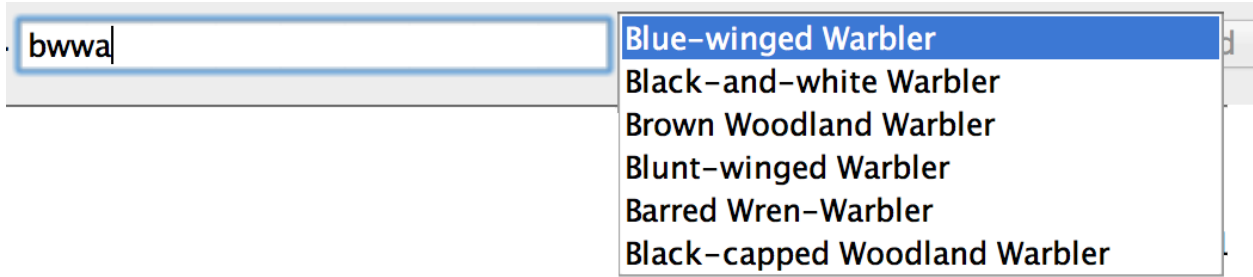 bwwa
Blue-winged Warbler
Black-and-white Warbler
Brown Woodland Warbler
Blunt-winged Warbler
Barred Wren-Warbler
Black-capped Woodland Warbler